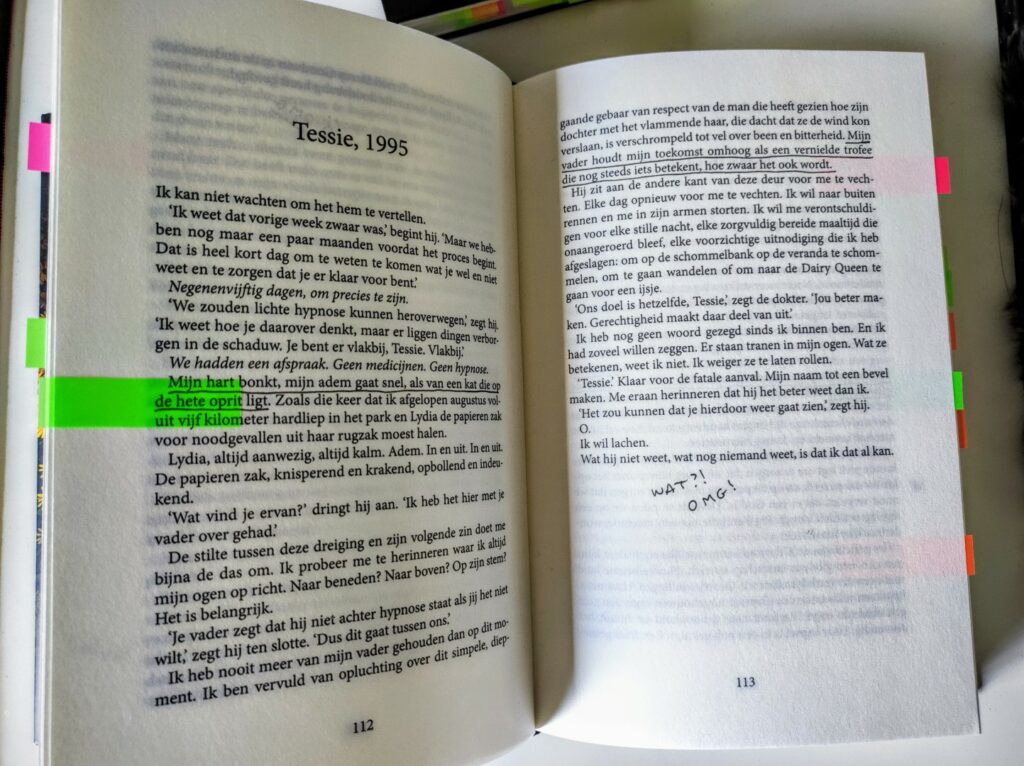 Tessie, 1995
Ik kan niet wachten om het hem te vertellen.
‘Ik weet dat vorige week zwaar was,’ begint hij. ‘Maar we heb-
ben nog maar een paar maanden voordat het proces begint.
Dat is heel kort dag om te weten te komen wat je wel en niet
weet en te zorgen dat je er klaar voor bent.’
Negenenvijftig dagen, om precies te zijn.
‘We zouden lichte hypnose kunnen heroverwegen,’ zegt hij.
‘Ik weet hoe je daarover denkt, maar er liggen dingen verbor-
gen in de schaduw. Je bent er vlakbij, Tessie. Vlakbij.’
We hadden een afspraak. Geen medicijnen. Geen hypnose.
Mijn hart bonkt, mijn adem gaat snel, als van een kat die op
de hete oprit ligt. Zoals die keer dat ik afgelopen augustus vol-
uit vijf kilometer hardliep in het park en Lydia de papieren zak
voor noodgevallen uit haar rugzak moest halen.
Lydia, altijd aanwezig, altijd kalm. Adem. In en uit. In en uit.
De papieren zak, knisperend en krakend, opbollend en indeu-
kend.
‘Wat vind je ervan?’ dringt hij aan. ‘Ik heb het hier met je
vader over gehad.’
De stilte tussen deze dreiging en zijn volgende zin doet me
bijna de das om. Ik probeer me te herinneren waar ik altijd
mijn ogen op richt. Naar beneden? Naar boven? Op zijn stem?
Het is belangrijk.
‘Je vader zegt dat hij niet achter hypnose staat als jij het niet
wilt,’ zegt hij ten slotte. ‘Dus dit gaat tussen ons.’
Ik heb nooit meer van mijn vader gehouden dan op dit mo-
ment. Ik ben vervuld van opluchting over dit simpele, diep-
112
gaande gebaar van respect van de man die heeft gezien hoe zijn
dochter met het vlammende haar, die dacht dat ze de wind kon
verslaan, is verschrompeld tot vel over been en bitterheid. Mijn
vader houdt mijn toekomst omhoog als een vernielde trofee
die nog steeds iets betekent, hoe zwaar het ook wordt.
Hij zit aan de andere kant van deze deur voor me te vech-
ten. Elke dag opnieuw voor me te vechten. Ik wil naar buiten
rennen en me in zijn armen storten. Ik wil me verontschuldi-
gen voor elke stille nacht, elke zorgvuldig bereide maaltijd die
onaangeroerd bleef, elke voorzichtige uitnodiging die ik heb
afgeslagen: om op de schommelbank op de veranda te schom-
melen, om te gaan wandelen of om naar de Dairy Queen te
gaan voor een ijsje.
‘Ons doel is hetzelfde, Tessie,’ zegt de dokter. ‘Jou beter ma-
ken. Gerechtigheid maakt daar deel van uit.’
Ik heb nog geen woord gezegd sinds ik binnen ben. En ik
had zoveel willen zeggen. Er staan tranen in mijn ogen. Wat ze
betekenen, weet ik niet. Ik weiger ze te laten rollen.
‘Tessie.’ Klaar voor de fatale aanval. Mijn naam tot een bevel
maken. Me eraan herinneren dat hij het beter weet dan ik.
‘Het zou kunnen dat je hierdoor weer gaat zien,’ zegt hij.
O.
Ik wil lachen.
Wat hij niet weet, wat nog niemand weet, is dat ik dat al kan.
WAT?!
OMG!
113